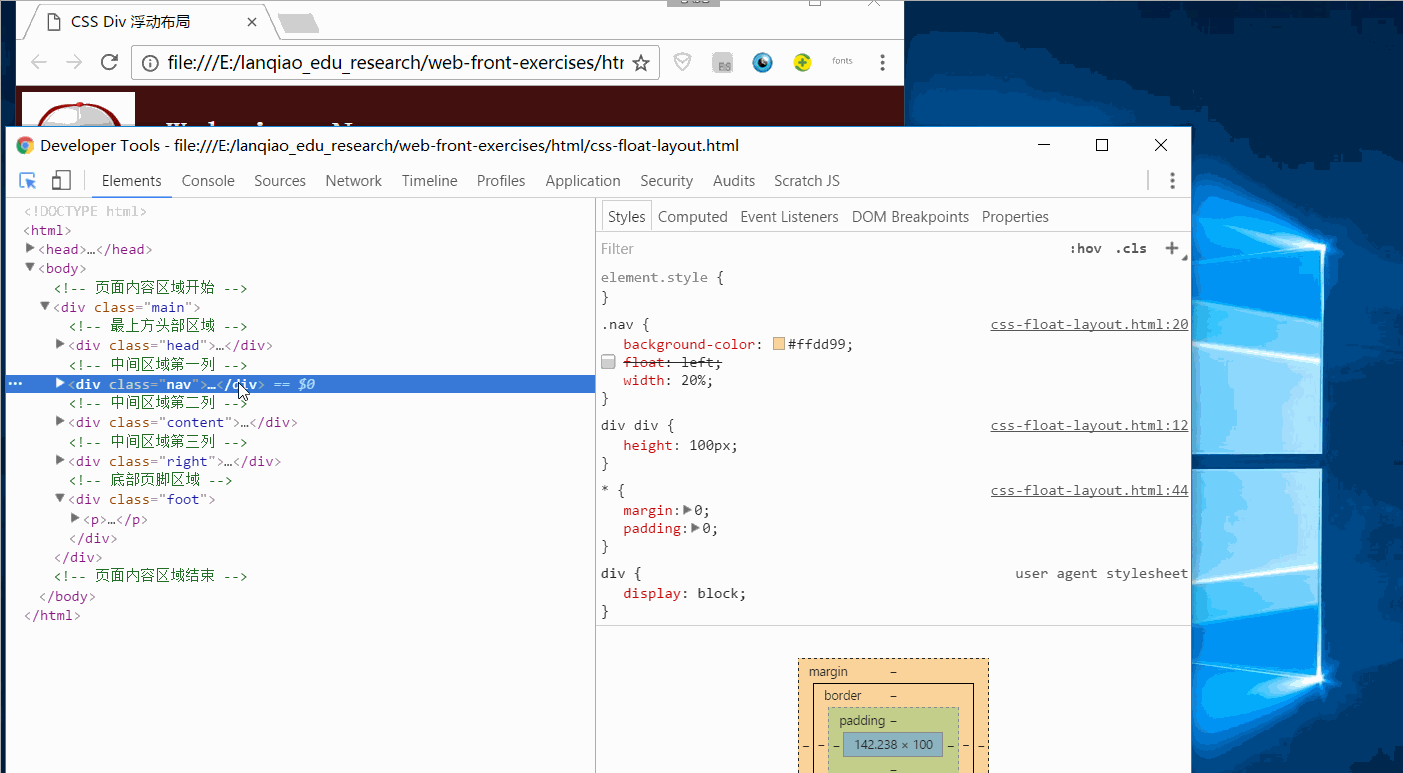 CSS Div 浮动布局
file:///E:/lanqiao_edu_research/web-front-exercises/htr
fonts
Developer Tools - file:///E:/lanqiao_edu_research/web-front-exercises/html/css-float-layout.html
Elements Console Sources Network Timeline Profiles Application Security Audits Scratch JS
<!DOCTYPE html>
<html>
<head>…</head>
<body>
<!-- 页面内容区域开始 -->
<div class="main">
<!-- 最上方头部区域 -->
<div class="head">…</div>
<!-- 中间区域第一列 -->
<div class="nav">…</div> == $0
<!-- 中间区域第二列 -->
<div class="content">…</div>
<!-- 中间区域第三列 -->
<div class="right">…</div>
<!-- 底部页脚区域 -->
<div class="foot">
<p>…</p>
</div>
</div>
<!-- 页面内容区域结束 -->
</body>
</html>
Styles Computed Event Listeners DOM Breakpoints Properties
Filter :hov .cls +
element.style {
}
.nav { css-float-layout.html:20
background-color: #ffdd99;
float: left;
width: 20%;
}
div div { css-float-layout.html:12
height: 100px;
}
* { css-float-layout.html:44
margin: 0;
padding: 0;
}
div { user agent stylesheet
display: block;
}
margin –
border –
padding –
– – – 142.238 × 100 – – –
–